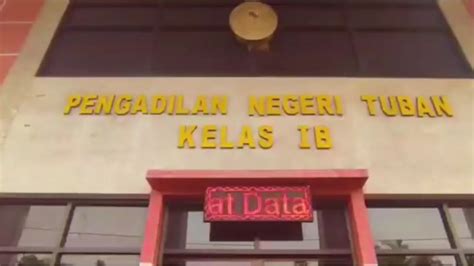 PENGADILAN NEGERI TUBAN
KELAS IB
at Data